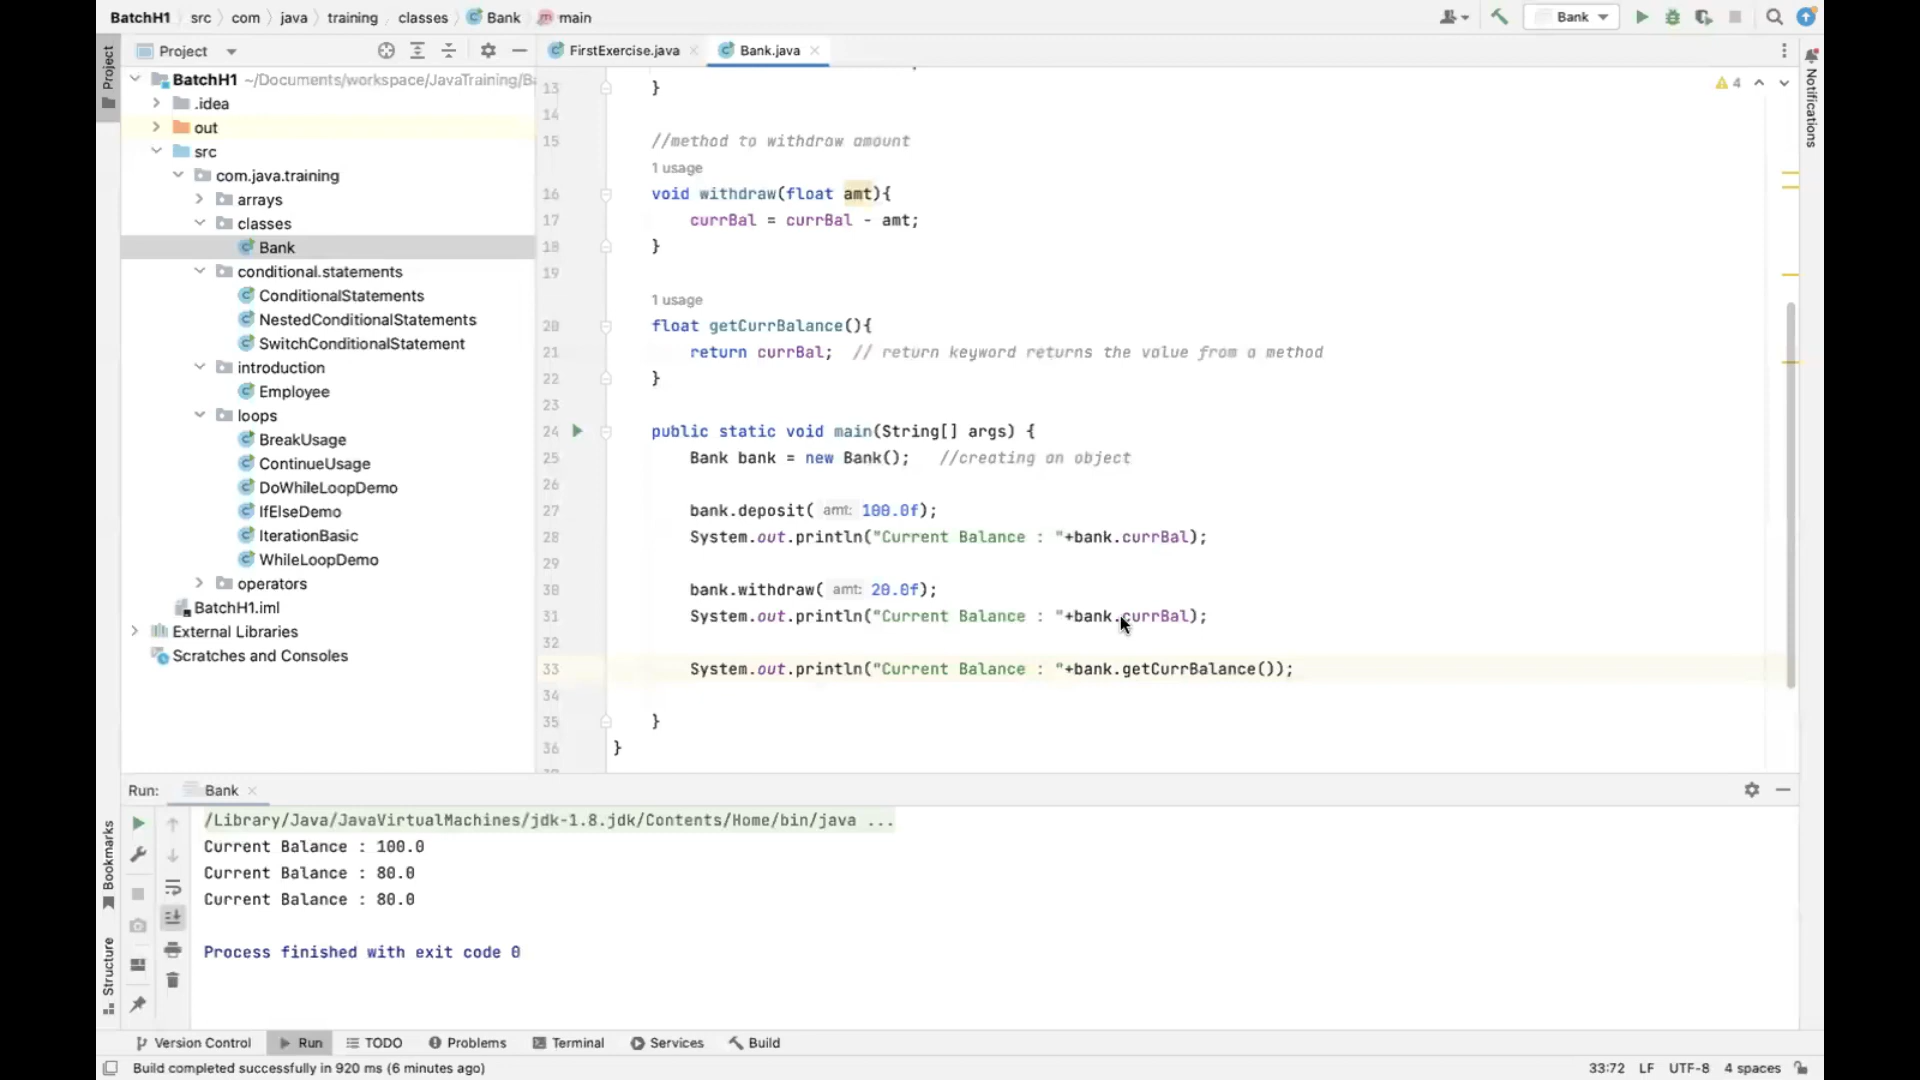 BatchH1 src com java training classes Bank main
Bank
Project
FirstExercise.java
Bank.java
Project
Notifications
Bookmarks
Structure
BatchH1 ~/Documents/workspace/JavaTraining/Ba
.idea
out
src
com.java.training
arrays
classes
Bank
conditional.statements
ConditionalStatements
NestedConditionalStatements
SwitchConditionalStatement
introduction
Employee
loops
BreakUsage
ContinueUsage
DoWhileLoopDemo
IfElseDemo
IterationBasic
WhileLoopDemo
operators
BatchH1.iml
External Libraries
Scratches and Consoles
4
13 }
14
15 //method to withdraw amount
1 usage
16 void withdraw(float amt){
17 currBal = currBal - amt;
18 }
19
1 usage
20 float getCurrBalance(){
21 return currBal; // return keyword returns the value from a method
22 }
23
24 public static void main(String[] args) {
25 Bank bank = new Bank(); //creating an object
26
27 bank.deposit( amt: 100.0f);
28 System.out.println("Current Balance : "+bank.currBal);
29
30 bank.withdraw( amt: 20.0f);
31 System.out.println("Current Balance : "+bank.currBal);
32
33 System.out.println("Current Balance : "+bank.getCurrBalance());
34
35 }
36 }
Run: Bank
/Library/Java/JavaVirtualMachines/jdk-1.8.jdk/Contents/Home/bin/java ...
Current Balance : 100.0
Current Balance : 80.0
Current Balance : 80.0
Process finished with exit code 0
Version Control Run TODO Problems Terminal Services Build
Build completed successfully in 920 ms (6 minutes ago)
33:72 LF UTF-8 4 spaces